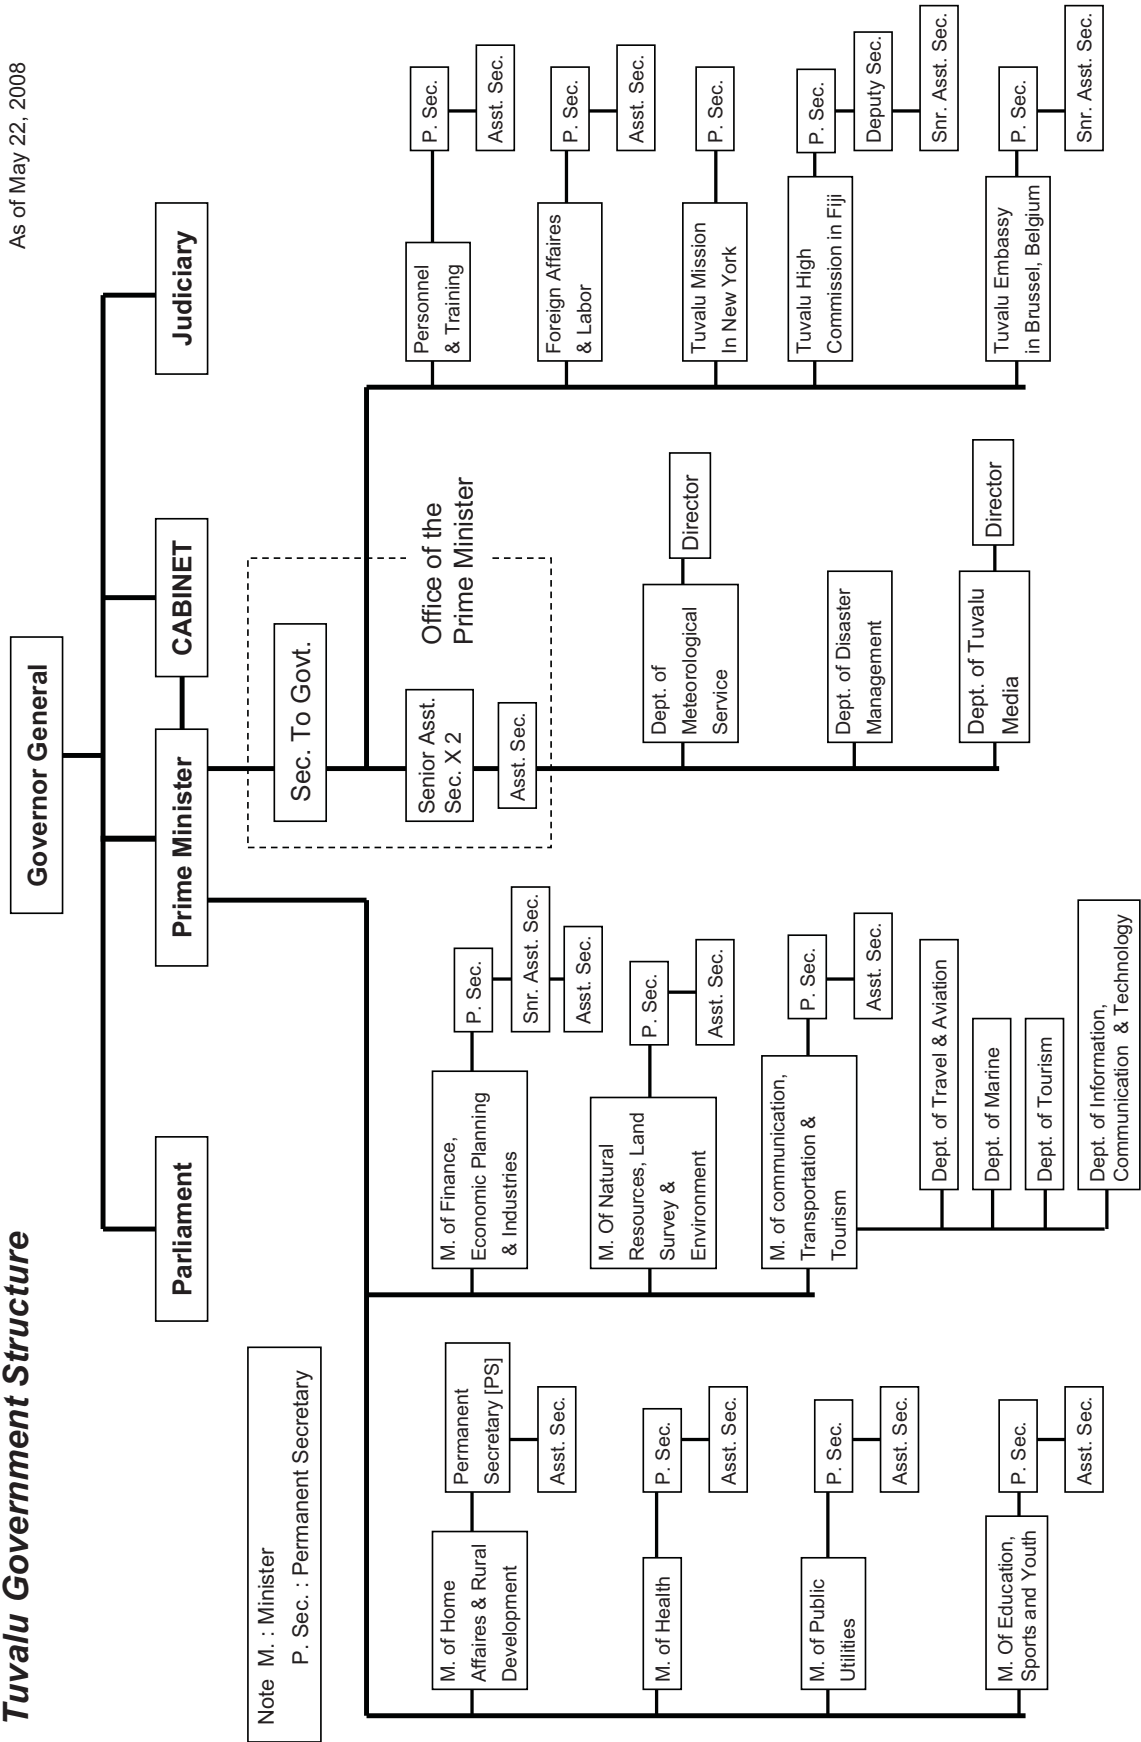 Tuvalu Government Structure
As of May 22, 2008
Governor General
Parliament
Prime Minister
CABINET
Judiciary
Note M. : Minister
P. Sec. : Permanent Secretary
Sec. To Govt.
Senior Asst.
Sec. X 2
Asst. Sec.
Office of the
Prime Minister
M. of Home
Affaires & Rural
Development
Permanent
Secretary [PS]
Asst. Sec.
M. of Health
P. Sec.
Asst. Sec.
M. of Public
Utilities
P. Sec.
Asst. Sec.
M. Of Education,
Sports and Youth
P. Sec.
Asst. Sec.
M. of Finance,
Economic Planning
& Industries
P. Sec.
Snr. Asst. Sec.
Asst. Sec.
M. Of Natural
Resources, Land
Survey &
Environment
P. Sec.
Asst. Sec.
M. of communication,
Transportation &
Tourism
P. Sec.
Asst. Sec.
Dept. of Travel & Aviation
Dept. of Marine
Dept. of Tourism
Dept. of Information,
Communication & Technology
Dept. of
Meteorological
Service
Director
Dept. of Disaster
Management
Dept. of Tuvalu
Media
Director
Personnel
& Training
P. Sec.
Asst. Sec.
Foreign Affaires
& Labor
P. Sec.
Asst. Sec.
Tuvalu Mission
In New York
P. Sec.
Tuvalu High
Commission in Fiji
P. Sec.
Deputy Sec.
Snr. Asst. Sec.
Tuvalu Embassy
in Brussel, Belgium
P. Sec.
Snr. Asst. Sec.